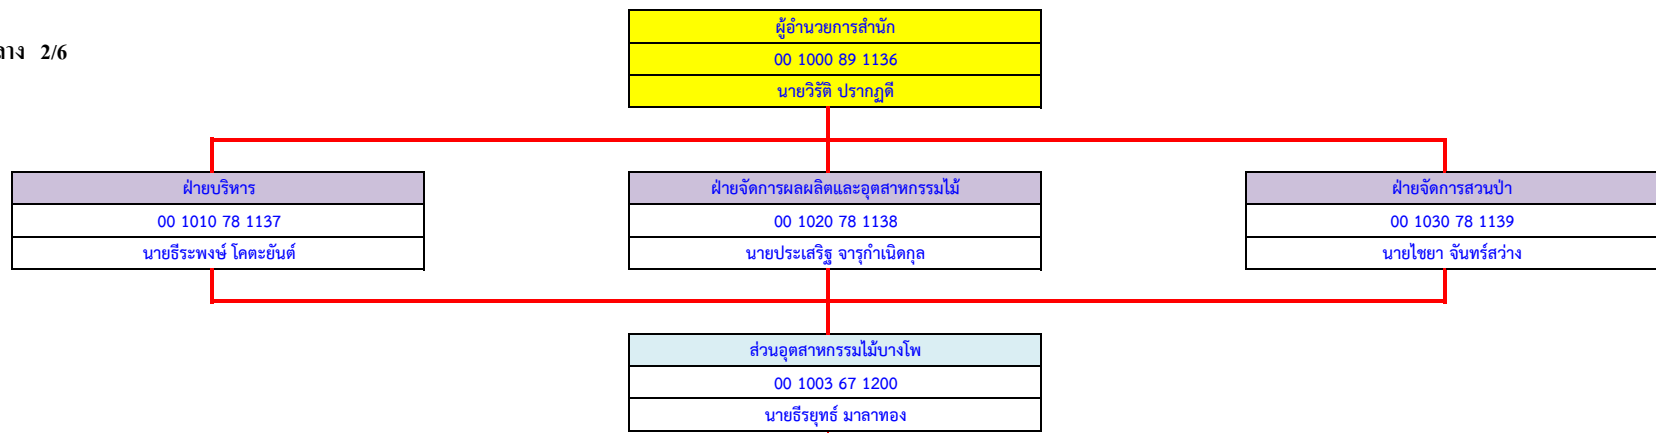 ผู้อำนวยการสำนัก
2/6
00 1000 89 1136
นายวิรัติ ปรากฏดี
ฝ่ายบริหาร
00 1010 78 1137
นายธีระพงษ์ โคตะยันต์
ฝ่ายจัดการผลผลิตและอุตสาหกรรมไม้
00 1020 78 1138
นายประเสริฐ จารุกำเนิดกุล
ฝ่ายจัดการสวนป่า
00 1030 78 1139
นายไชยา จันทร์สว่าง
ส่วนอุตสาหกรรมไม้บางโพ
00 1003 67 1200
นายธีรยุทธ์ มาลาทอง